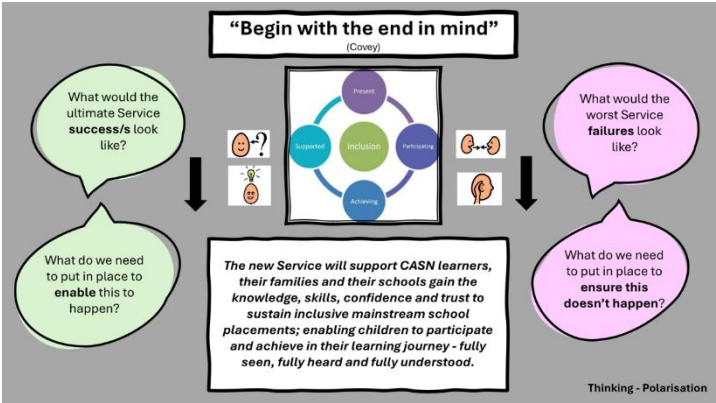 “Begin with the end in mind”
(Covey)
What would the
ultimate Service
success/s look
like?
What do we need
to put in place to
enable this to
happen?
Present
Supported
Inclusion
Participating
Achieving
?
The new Service will support CASN learners,
their families and their schools gain the
knowledge, skills, confidence and trust to
sustain inclusive mainstream school
placements; enabling children to participate
and achieve in their learning journey - fully
seen, fully heard and fully understood.
What would the
worst Service
failures look
like?
What do we need
to put in place to
ensure this
doesn’t happen?
Thinking - Polarisation